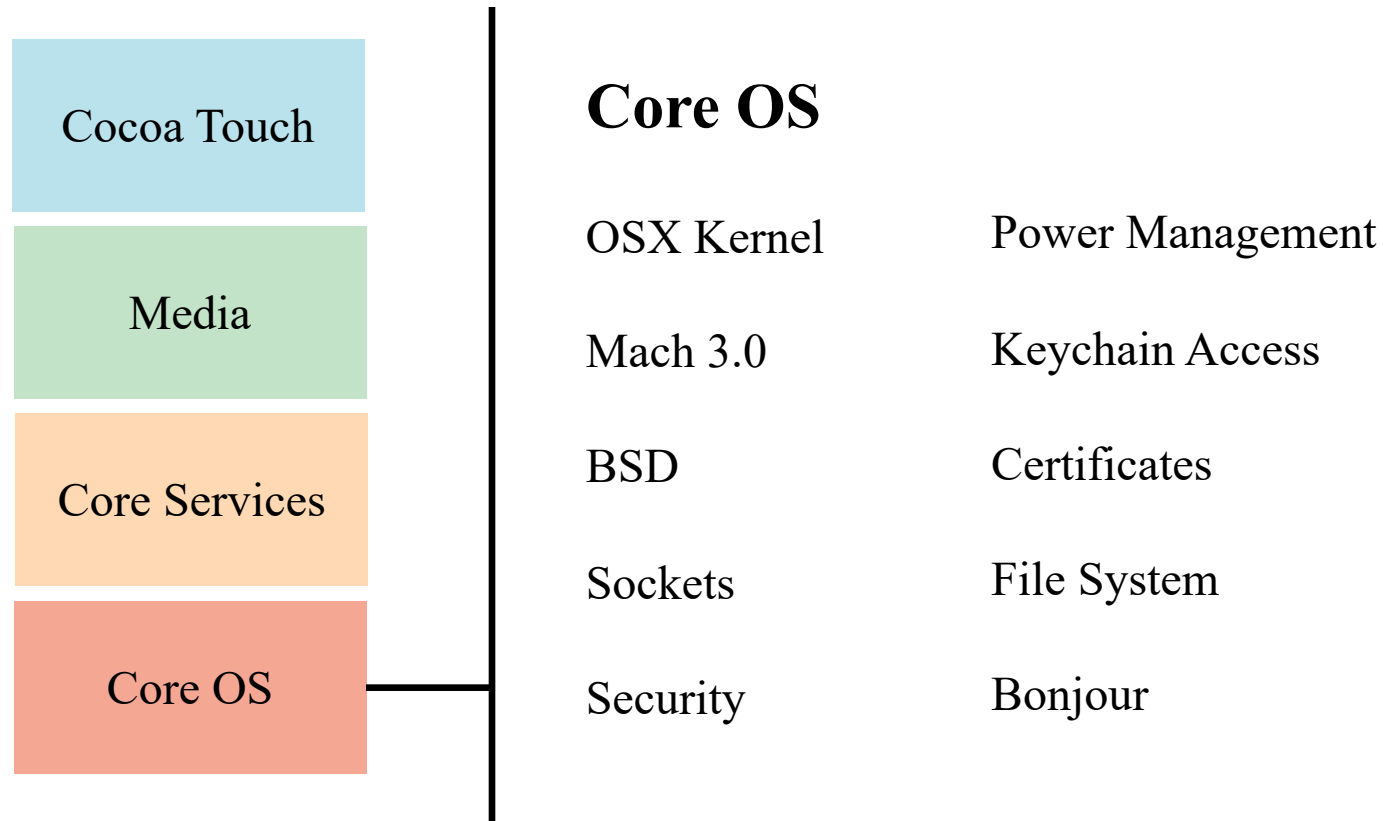 Cocoa Touch
Media
Core Services
Core OS
Core OS
OSX Kernel
Mach 3.0
BSD
Sockets
Security
Power Management
Keychain Access
Certificates
File System
Bonjour